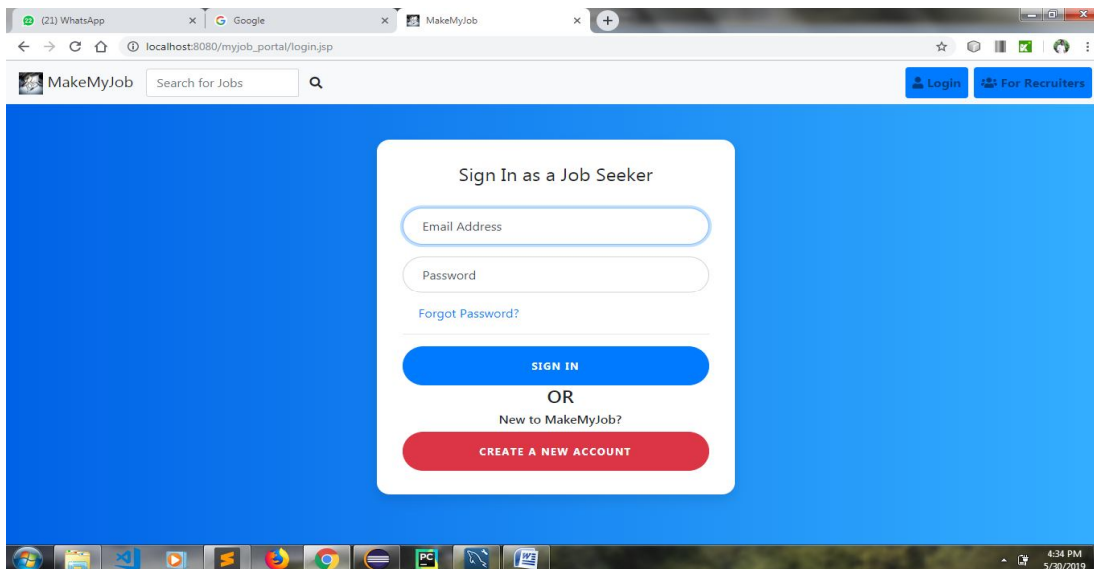 22 (21) WhatsApp
Google
MakeMyJob
localhost:8080/myjob_portal/login.jsp
MakeMyJob
Search for Jobs
Login
For Recruiters
Sign In as a Job Seeker
Email Address
Password
Forgot Password?
SIGN IN
OR
New to MakeMyJob?
CREATE A NEW ACCOUNT
PC
4:34 PM
5/30/2019